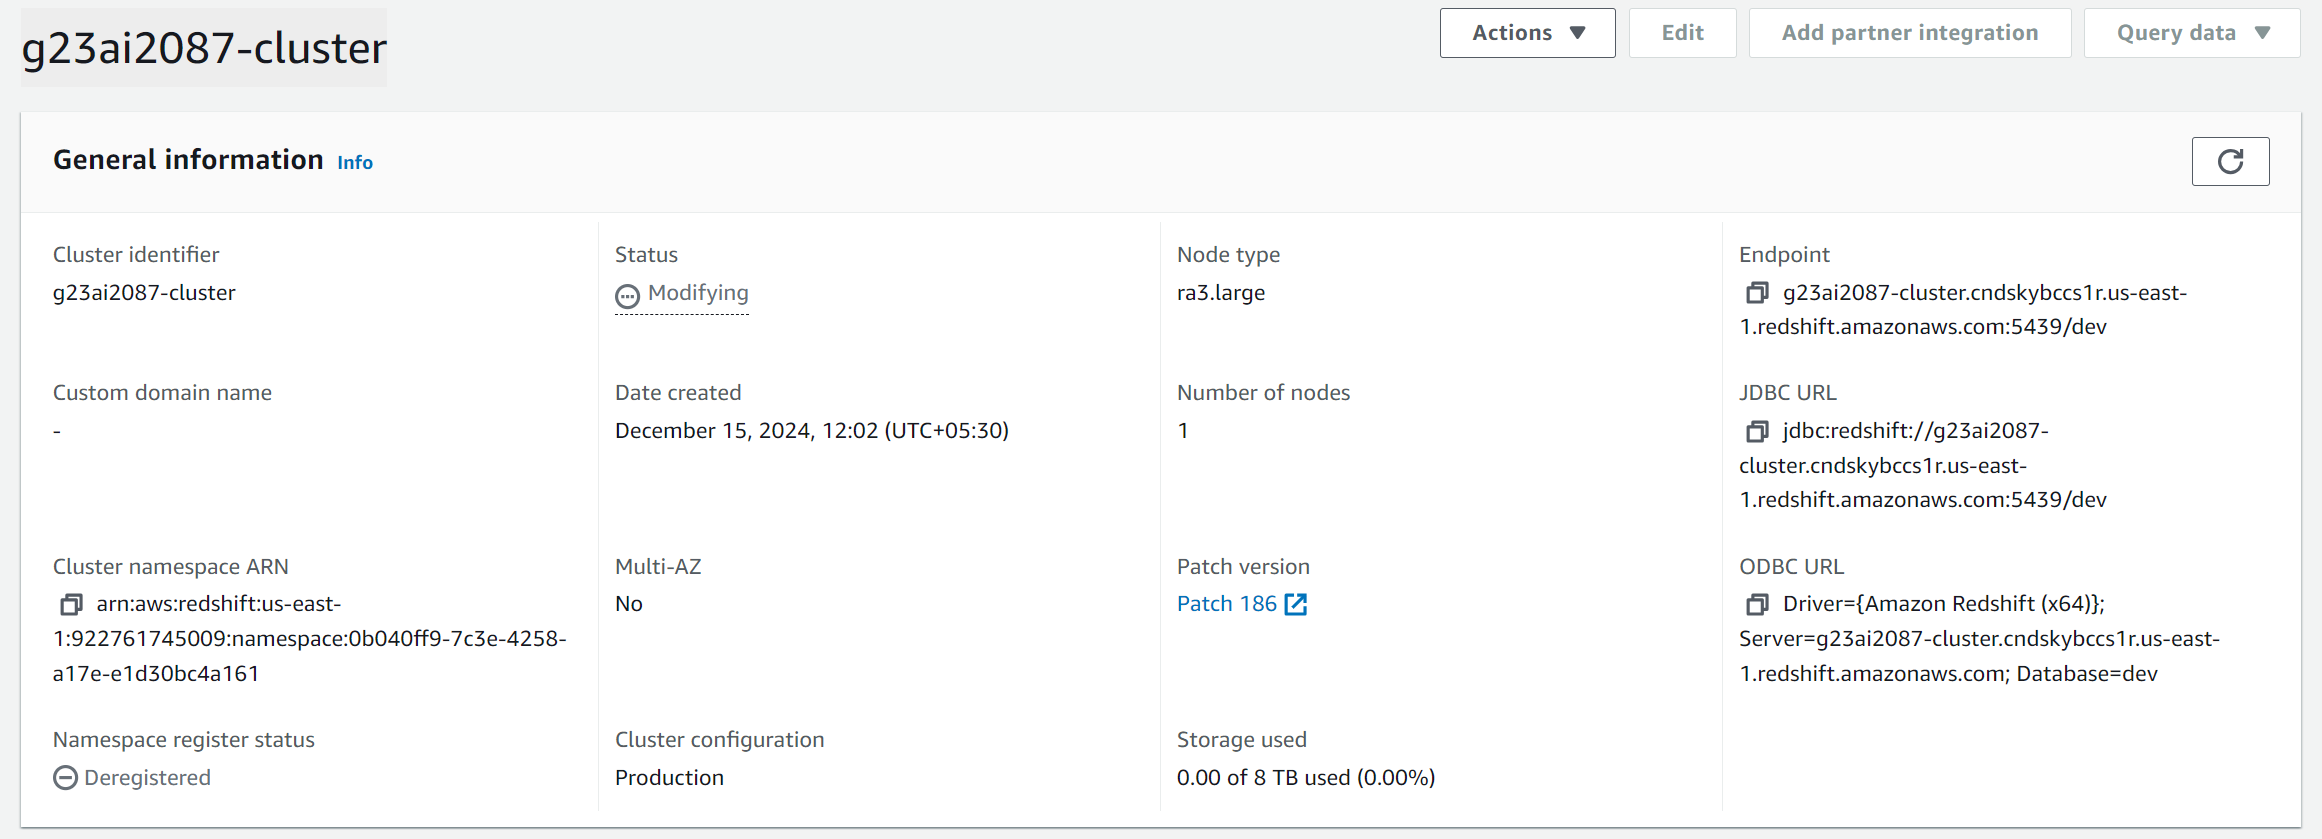 g23ai2087-cluster
Actions
Edit
Add partner integration
Query data
General information Info
Cluster identifier
g23ai2087-cluster
Status
Modifying
Node type
ra3.large
Endpoint
g23ai2087-cluster.cndskybccs1r.us-east-
1.redshift.amazonaws.com:5439/dev
Custom domain name
-
Date created
December 15, 2024, 12:02 (UTC+05:30)
Number of nodes
1
JDBC URL
jdbc:redshift://g23ai2087-
cluster.cndskybccs1r.us-east-
1.redshift.amazonaws.com:5439/dev
Cluster namespace ARN
arn:aws:redshift:us-east-
1:922761745009:namespace:0b040ff9-7c3e-4258-
a17e-e1d30bc4a161
Multi-AZ
No
Patch version
Patch 186
ODBC URL
Driver={Amazon Redshift (x64)};
Server=g23ai2087-cluster.cndskybccs1r.us-east-
1.redshift.amazonaws.com; Database=dev
Namespace register status
Deregistered
Cluster configuration
Production
Storage used
0.00 of 8 TB used (0.00%)